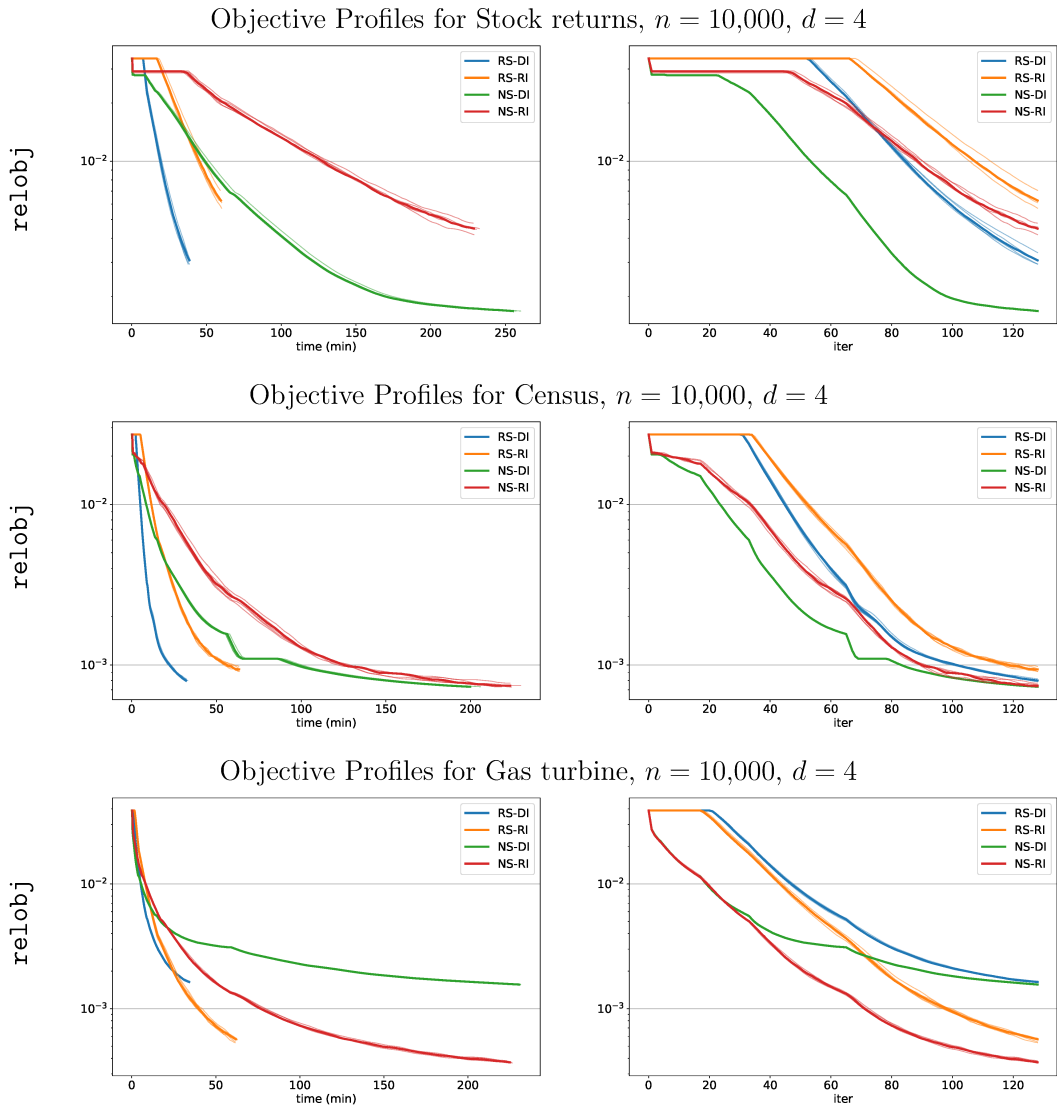 Objective Profiles for Stock returns, n = 10,000, d = 4
relobj
10⁻²
RS-DI
RS-RI
NS-DI
NS-RI
0 50 100 150 200 250
time (min)
10⁻²
RS-DI
RS-RI
NS-DI
NS-RI
0 20 40 60 80 100 120
iter
Objective Profiles for Census, n = 10,000, d = 4
relobj
10⁻²
10⁻³
RS-DI
RS-RI
NS-DI
NS-RI
0 50 100 150 200
time (min)
10⁻²
10⁻³
RS-DI
RS-RI
NS-DI
NS-RI
0 20 40 60 80 100 120
iter
Objective Profiles for Gas turbine, n = 10,000, d = 4
relobj
10⁻²
10⁻³
RS-DI
RS-RI
NS-DI
NS-RI
0 50 100 150 200
time (min)
10⁻²
10⁻³
RS-DI
RS-RI
NS-DI
NS-RI
0 20 40 60 80 100 120
iter